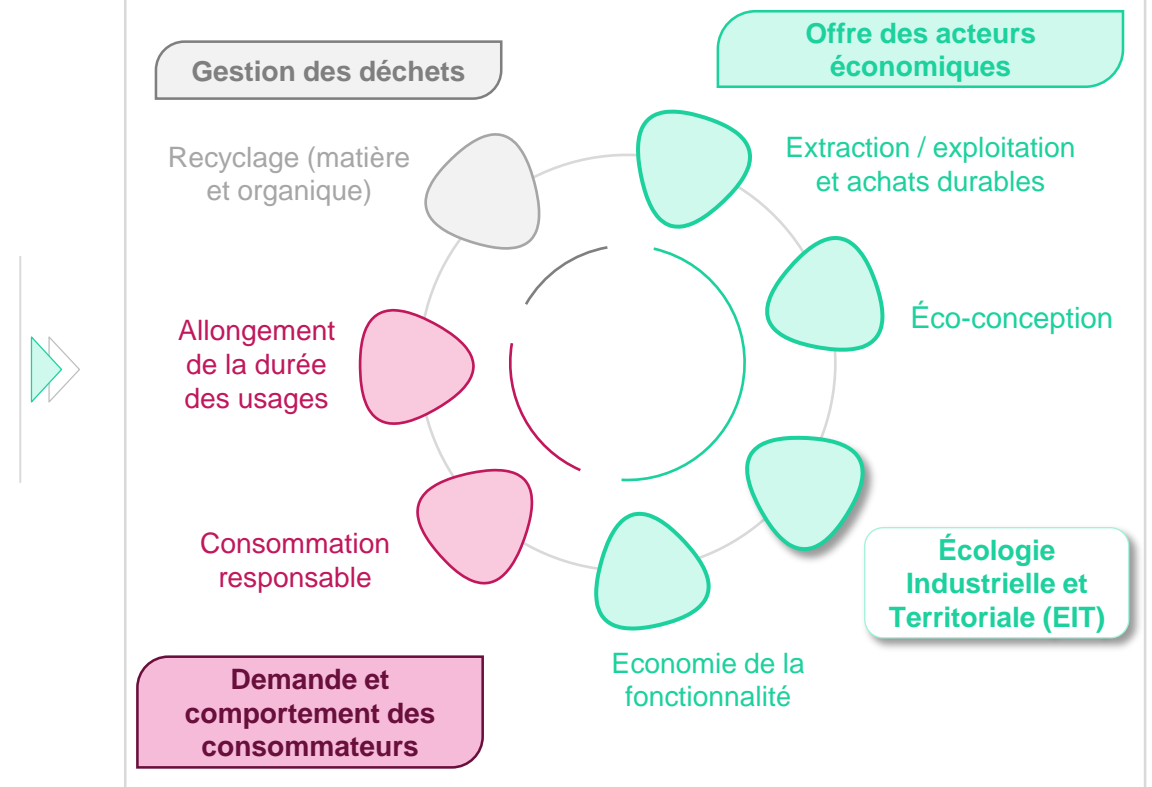 Gestion des déchets
Offre des acteurs
économiques
Recyclage (matière
et organique)
Extraction / exploitation
et achats durables
Allongement
de la durée
des usages
Éco-conception
Consommation
responsable
Écologie
Industrielle et
Territoriale (EIT)
Economie de la
fonctionnalité
Demande et
comportement des
consommateurs